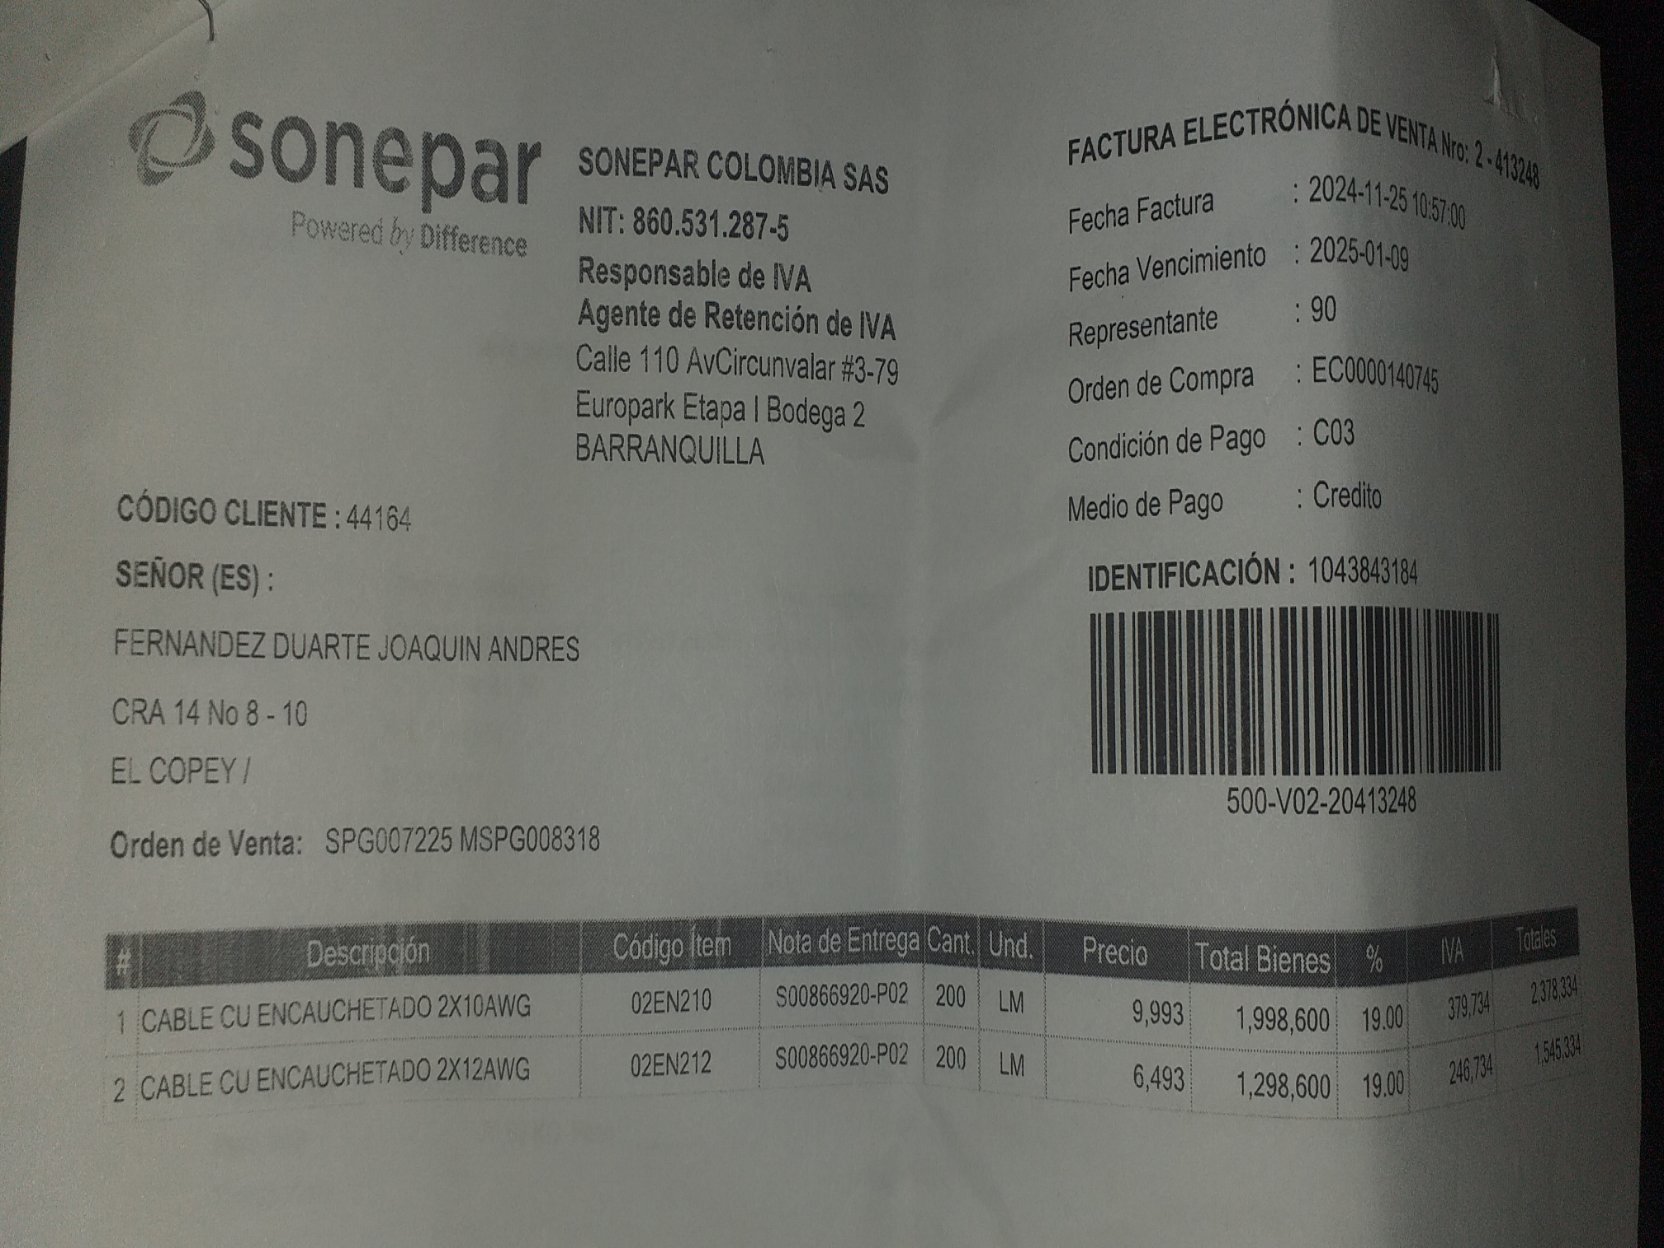 sonepar
Powered by Difference
SONEPAR COLOMBIA SAS
NIT: 860.531.287-5
Responsable de IVA
Agente de Retención de IVA
Calle 110 AvCircunvalar #3-79
Europark Etapa I Bodega 2
BARRANQUILLA
FACTURA ELECTRÓNICA DE VENTA Nro: 2 - 413248
Fecha Factura : 2024-11-25 10:57:00
Fecha Vencimiento : 2025-01-09
Representante : 90
Orden de Compra : EC0000140745
Condición de Pago : C03
Medio de Pago : Credito
CÓDIGO CLIENTE : 44164
SEÑOR (ES) :
FERNANDEZ DUARTE JOAQUIN ANDRES
CRA 14 No 8 - 10
EL COPEY /
IDENTIFICACIÓN : 1043843184
500-V02-20413248
Orden de Venta: SPG007225 MSPG008318
# Descripción Código Ítem Nota de Entrega Cant. Und. Precio Total Bienes % IVA Totales
1 CABLE CU ENCAUCHETADO 2X10AWG 02EN210 S00866920-P02 200 LM 9,993 1,998,600 19.00 379,734 2,378,334
2 CABLE CU ENCAUCHETADO 2X12AWG 02EN212 S00866920-P02 200 LM 6,493 1,298,600 19.00 246,734 1,545,334